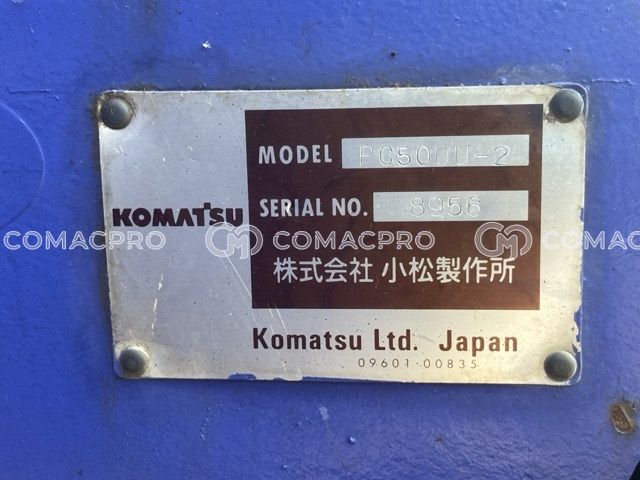 MODEL PC50UU-2
KOMATSU
SERIAL NO. 8956
COMACPRO COMACPRO COMACPRO
株式会社 小松製作所
Komatsu Ltd. Japan
09601-00835